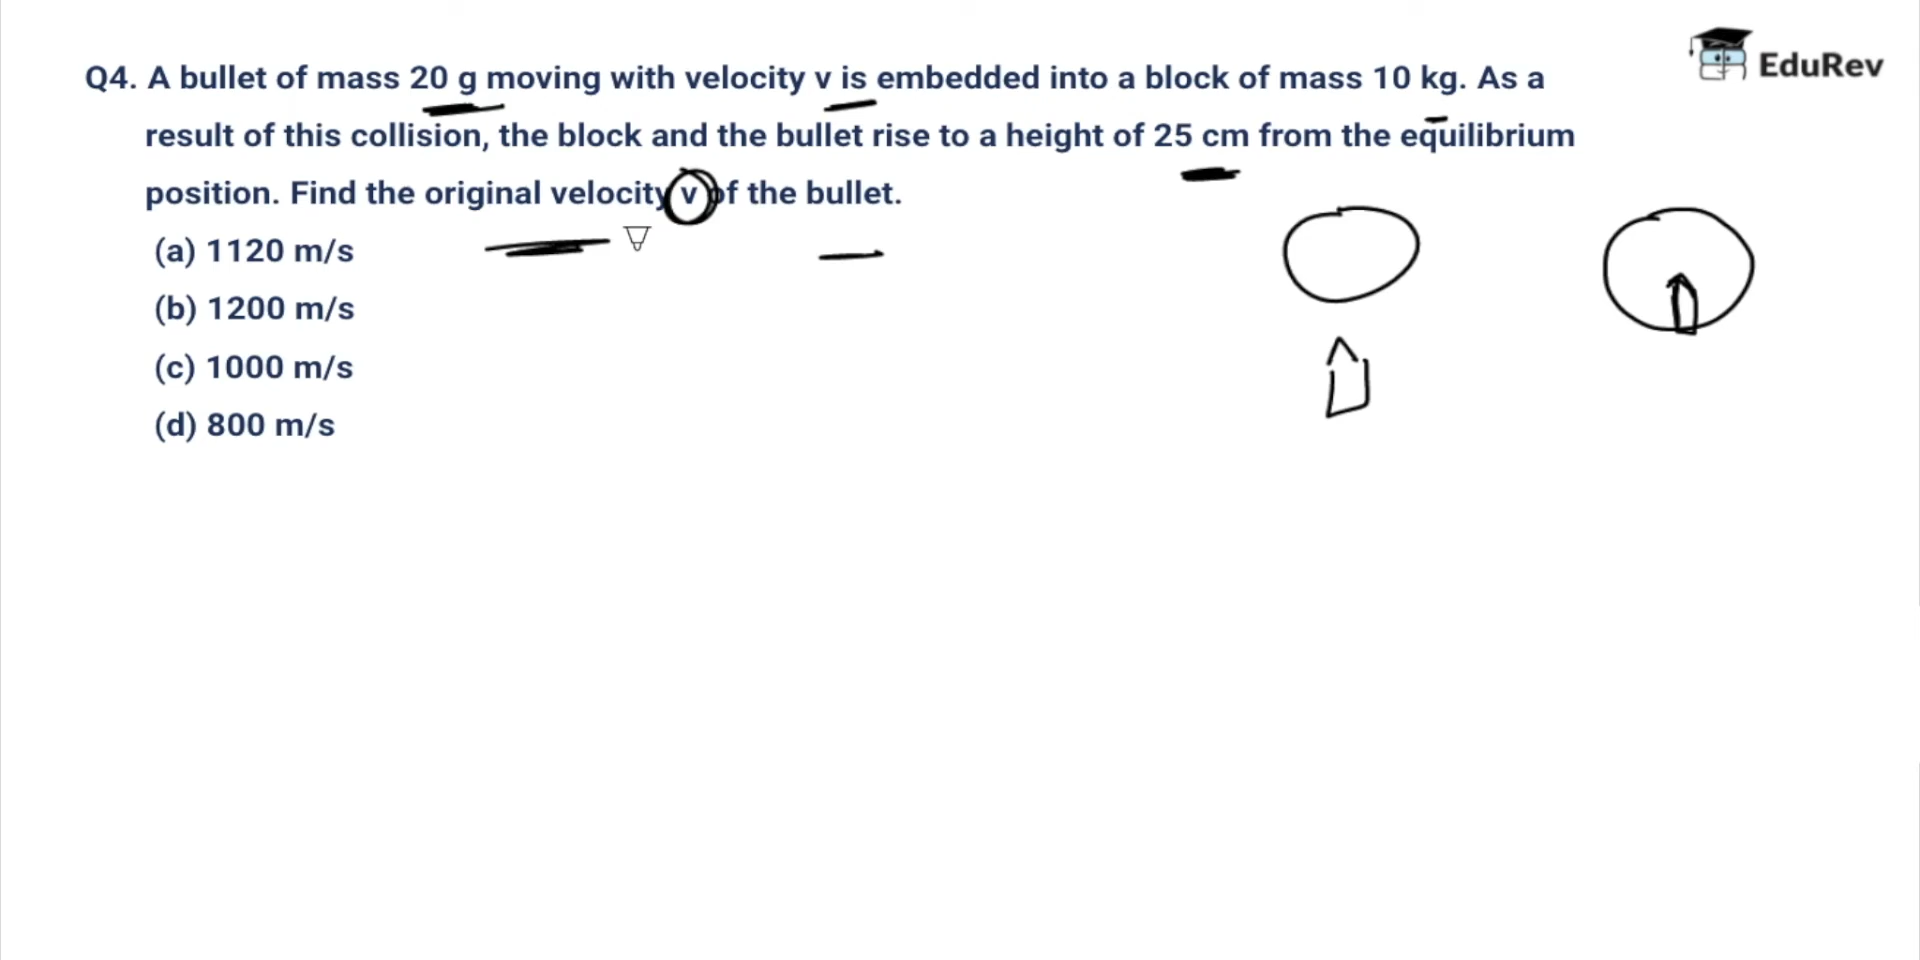 EduRev
Q4. A bullet of mass 20 g moving with velocity v is embedded into a block of mass 10 kg. As a
result of this collision, the block and the bullet rise to a height of 25 cm from the equilibrium
position. Find the original velocity v of the bullet.
(a) 1120 m/s
(b) 1200 m/s
(c) 1000 m/s
(d) 800 m/s